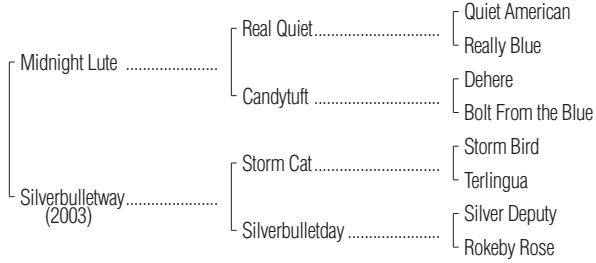 Quiet American
Real Quiet
Really Blue
Midnight Lute
Dehere
Candytuft
Bolt From the Blue
Storm Bird
Storm Cat
Terlingua
Silverbulletway
(2003)
Silver Deputy
Silverbulletday
Rokeby Rose